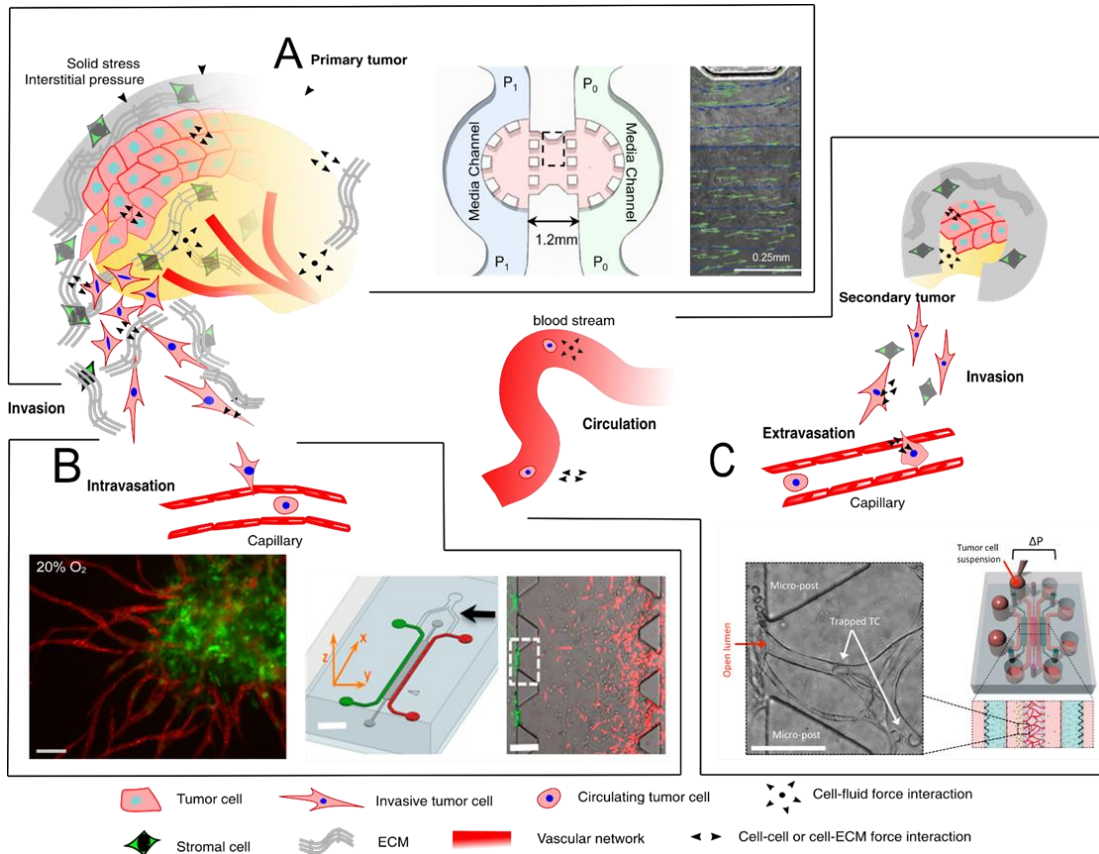 A
Primary tumor
Solid stress
Interstitial pressure
P1
P0
Media Channel
Media Channel
1.2mm
P1
P0
0.25mm
Secondary tumor
Invasion
blood stream
Circulation
Invasion
Extravasation
C
Capillary
B
Intravasation
Capillary
20% O2
z
x
y
Micro-post
Trapped TC
Open lumen
Micro-post
Tumor cell
suspension
ΔP
Tumor cell
Invasive tumor cell
Circulating tumor cell
Cell-fluid force interaction
Stromal cell
ECM
Vascular network
Cell-cell or cell-ECM force interaction